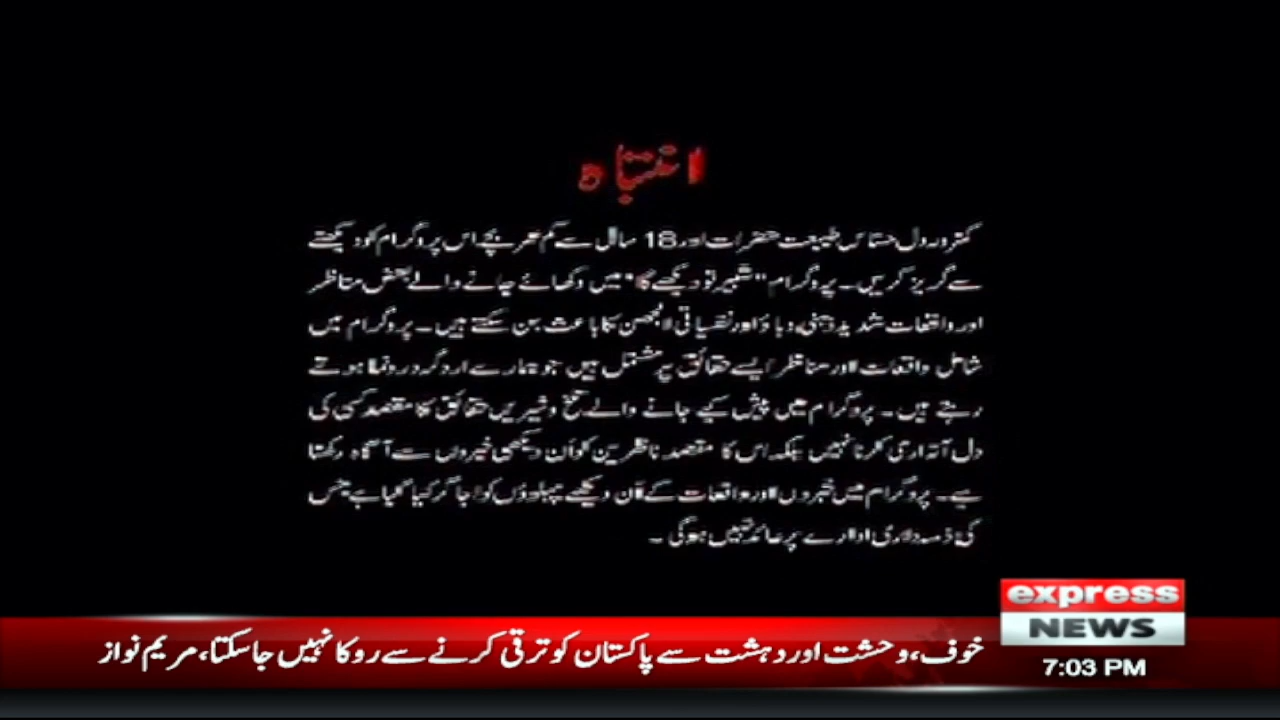 انتباہ
کمزور دل حساس طبیعت حضرات اور 18 سال سے کم عمر بچے اس پروگرام کو دیکھنے
سے گریز کریں۔ پروگرام "شبیر تو دیکھے گا" میں دکھائے جانے والے بعض مناظر
اور واقعات شدید ذہنی دباؤ اور نفسیاتی الجھن کا باعث بن سکتے ہیں۔ پروگرام میں
شامل واقعات اور مناظر ایسے حقائق پر مشتمل ہیں جو ہمارے ارد گرد رونما ہوتے
رہتے ہیں۔ پروگرام میں پیش کیے جانے والے تلخ و شیریں حقائق کا مقصد کسی کی
دل آزاری کرنا نہیں بلکہ اس کا مقصد ناظرین کو ان دیکھی خبروں سے آگاہ رکھنا
ہے۔ پروگرام میں خبروں اور واقعات کے ان دیکھے پہلوؤں کو اجاگر کیا گیا ہے جس
کی ذمہ داری ادارے پر عائد نہیں ہوگی۔
express
NEWS
خوف، وحشت اور دہشت سے پاکستان کو ترقی کرنے سے روکا نہیں جاسکتا، مریم نواز
7:03 PM